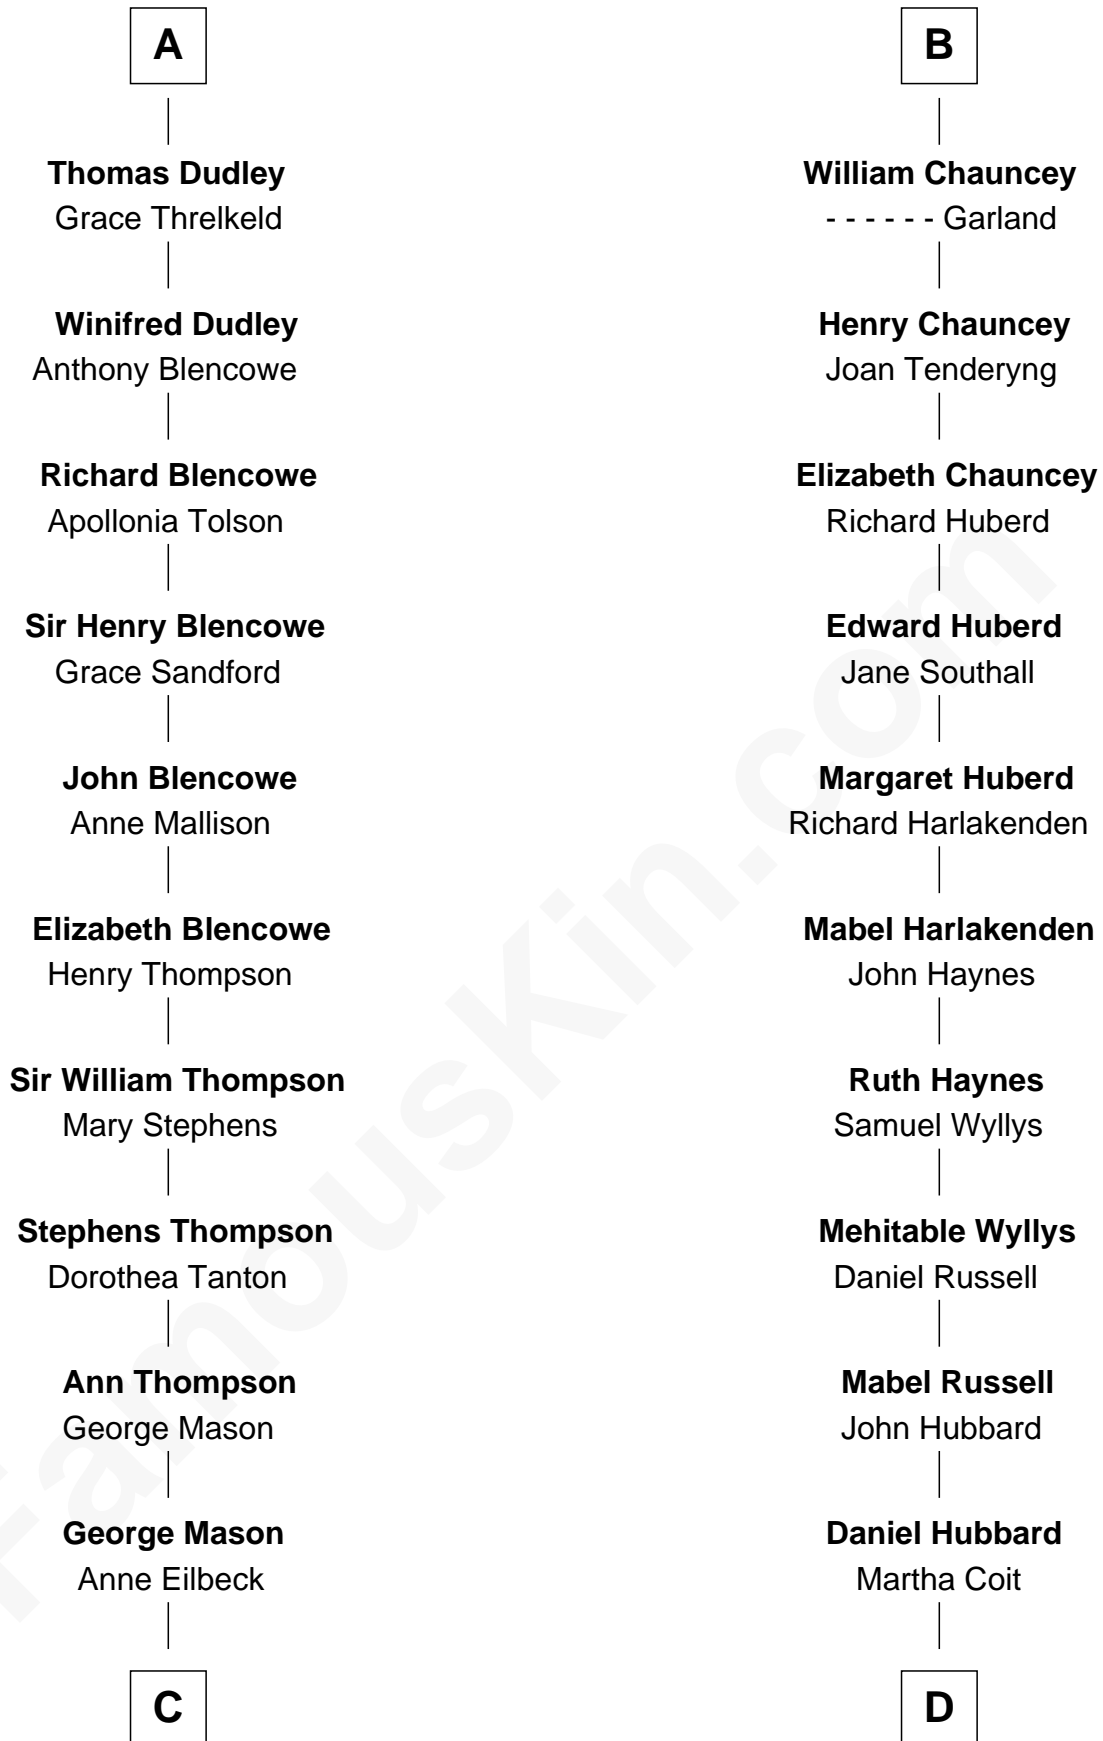 A
Thomas Dudley
Grace Threlkeld
Winifred Dudley
Anthony Blencowe
Richard Blencowe
Apollonia Tolson
Sir Henry Blencowe
Grace Sandford
John Blencowe
Anne Mallison
Elizabeth Blencowe
Henry Thompson
Sir William Thompson
Mary Stephens
Stephens Thompson
Dorothea Tanton
Ann Thompson
George Mason
George Mason
Anne Eilbeck
C
B
William Chauncey
- - - - - - Garland
Henry Chauncey
Joan Tenderyng
Elizabeth Chauncey
Richard Huberd
Edward Huberd
Jane Southall
Margaret Huberd
Richard Harlakenden
Mabel Harlakenden
John Haynes
Ruth Haynes
Samuel Wyllys
Mehitable Wyllys
Daniel Russell
Mabel Russell
John Hubbard
Daniel Hubbard
Martha Coit
D
FamousKin.com